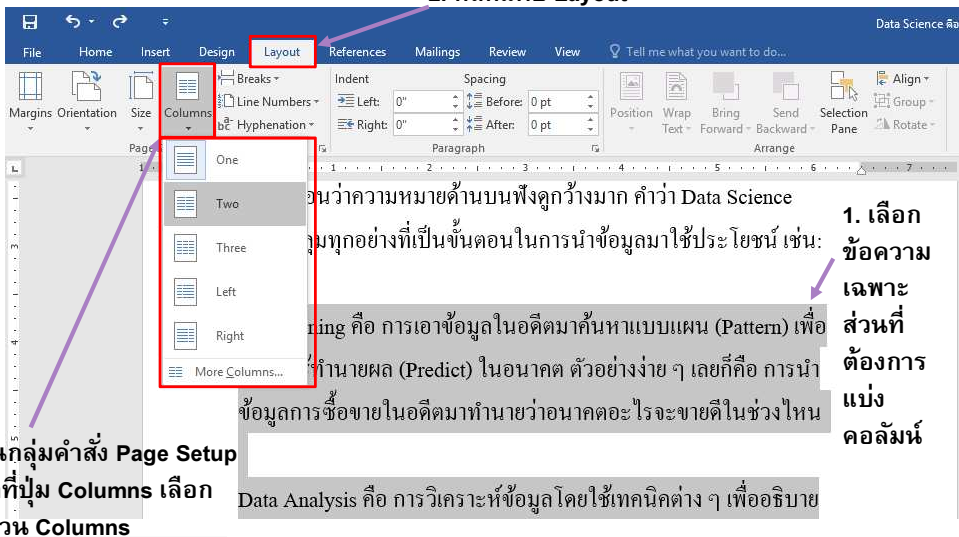 Layout
Data Science คือ
File Home Insert Design Layout References Mailings Review View Tell me what you want to do...
Margins Orientation Size Columns
Breaks
Line Numbers
Hyphenation
Indent
Left: 0"
Right: 0"
Spacing
Before: 0 pt
After: 0 pt
Paragraph
Position Wrap Text Bring Forward Send Backward Selection Pane
Align
Group
Rotate
Arrange
One
Two
Three
Left
Right
More Columns...
1 2 3 4 5 6 7
ว่าความหมายด้านบนฟังดูกว้างมาก คำว่า Data Science
ทุกอย่างที่เป็นขั้นตอนในการนำข้อมูลมาใช้ประโยชน์ เช่น:
คือ การเอาข้อมูลในอดีตมาค้นหาแบบแผน (Pattern) เพื่อ
ทำนายผล (Predict) ในอนาคต ตัวอย่างง่าย ๆ เลยก็คือ การนำ
ข้อมูลการซื้อขายในอดีตมาทำนายว่าอนาคตอะไรจะขายดีในช่วงไหน
Data Analysis คือ การวิเคราะห์ข้อมูลโดยใช้เทคนิคต่าง ๆ เพื่ออธิบาย
1. เลือก
ข้อความ
เฉพาะ
ส่วนที่
ต้องการ
แบ่ง
คอลัมน์
กลุ่มคำสั่ง Page Setup
ที่ปุ่ม Columns เลือก
Columns